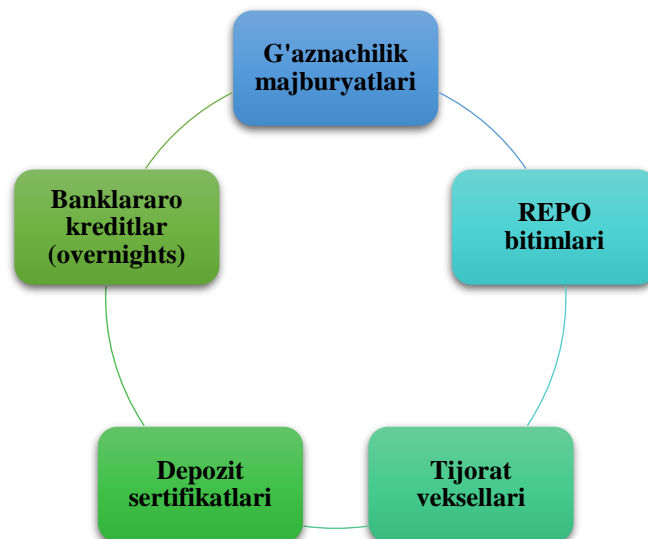 G'aznachilik
majburyatlari
REPO
bitimlari
Tijorat
veksellari
Depozit
sertifikatlari
Banklararo
kreditlar
(overnights)